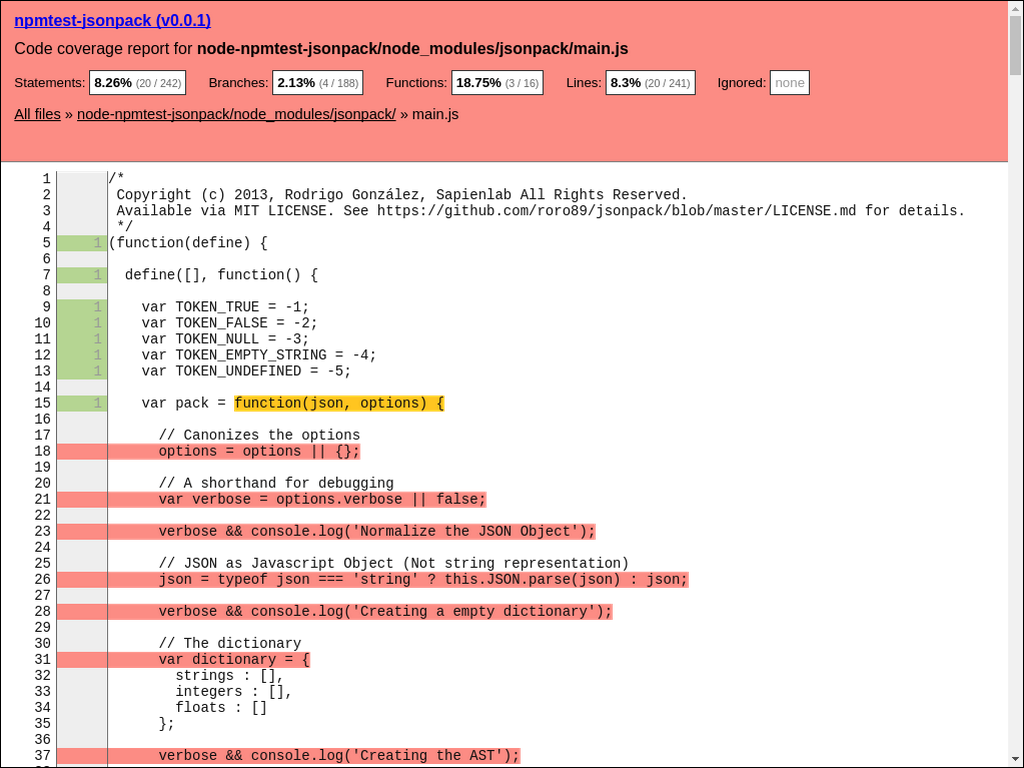 npmtest-jsonpack (v0.0.1)
Code coverage report for node-npmtest-jsonpack/node_modules/jsonpack/main.js
Statements: 8.26% (20 / 242) Branches: 2.13% (4 / 188) Functions: 18.75% (3 / 16) Lines: 8.3% (20 / 241) Ignored: none
All files » node-npmtest-jsonpack/node_modules/jsonpack/ » main.js
1 /*
2 Copyright (c) 2013, Rodrigo González, Sapienlab All Rights Reserved.
3 Available via MIT LICENSE. See https://github.com/roro89/jsonpack/blob/master/LICENSE.md for details.
4 */
5 1 (function(define) {
6
7 1 define([], function() {
8
9 1 var TOKEN_TRUE = -1;
10 1 var TOKEN_FALSE = -2;
11 1 var TOKEN_NULL = -3;
12 1 var TOKEN_EMPTY_STRING = -4;
13 1 var TOKEN_UNDEFINED = -5;
14
15 1 var pack = function(json, options) {
16
17 // Canonizes the options
18 options = options || {};
19
20 // A shorthand for debugging
21 var verbose = options.verbose || false;
22
23 verbose && console.log('Normalize the JSON Object');
24
25 // JSON as Javascript Object (Not string representation)
26 json = typeof json === 'string' ? this.JSON.parse(json) : json;
27
28 verbose && console.log('Creating a empty dictionary');
29
30 // The dictionary
31 var dictionary = {
32 strings : [],
33 integers : [],
34 floats : []
35 };
36
37 verbose && console.log('Creating the AST');